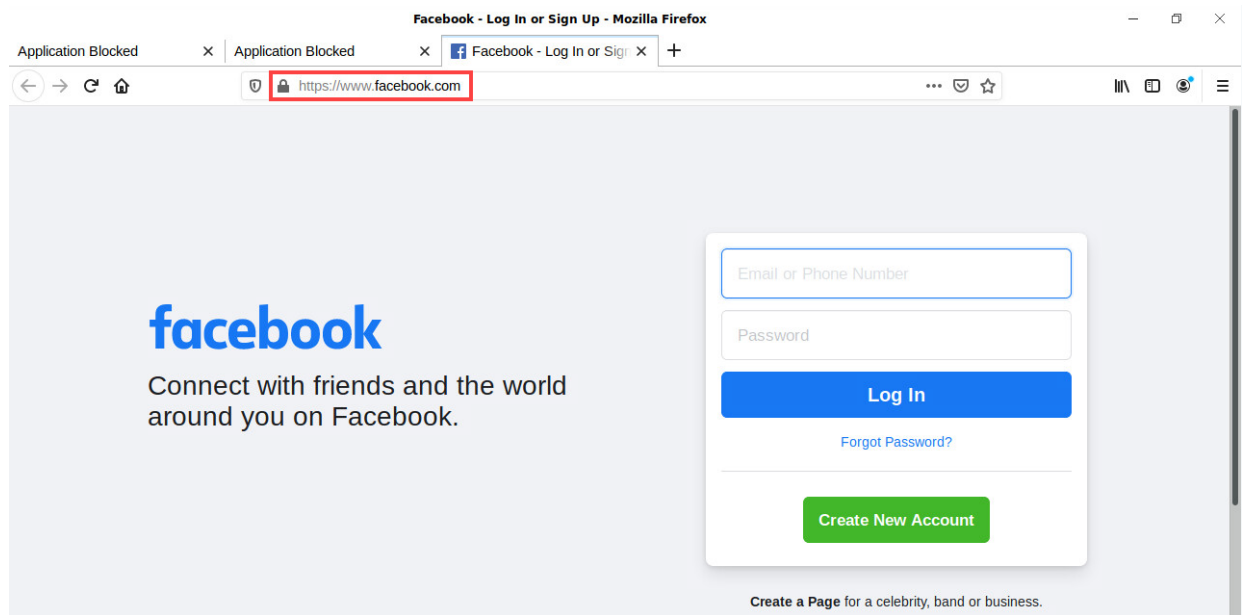 Facebook - Log In or Sign Up - Mozilla Firefox
Application Blocked
Application Blocked
Facebook - Log In or Sign
https://www.facebook.com
Email or Phone Number
Password
facebook
Connect with friends and the world
around you on Facebook.
Log In
Forgot Password?
Create New Account
Create a Page for a celebrity, band or business.